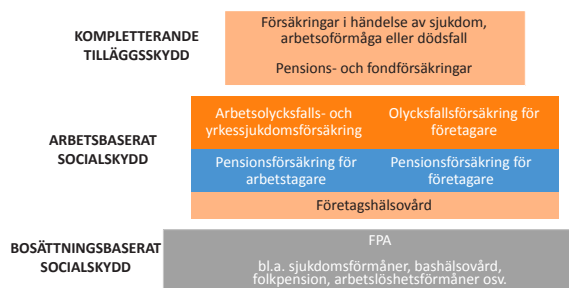 KOMPLETTERANDE
TILLÄGGSSKYDD
Försäkringar i händelse av sjukdom,
arbetsoförmåga eller dödsfall
Pensions- och fondförsäkringar
ARBETSBASERAT
SOCIALSKYDD
Arbetsolycksfalls- och
yrkessjukdomsförsäkring
Olycksfallsförsäkring för
företagare
Pensionsförsäkring för
arbetstagare
Pensionsförsäkring för
företagare
Företagshälsovård
BOSÄTTNINGSBASERAT
SOCIALSKYDD
FPA
bl.a. sjukdomsförmåner, bashälsovård,
folkpension, arbetslöshetsförmåner osv.